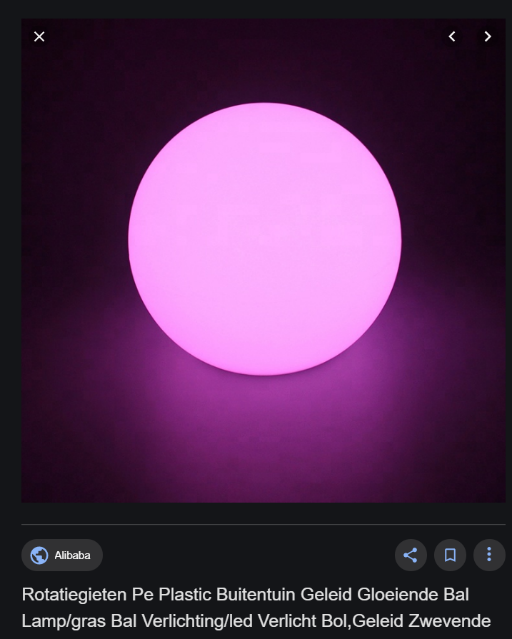 Alibaba
Rotatiegieten Pe Plastic Buitentuin Geleid Gloeiende Bal
Lamp/gras Bal Verlichting/led Verlicht Bol,Geleid Zwevende